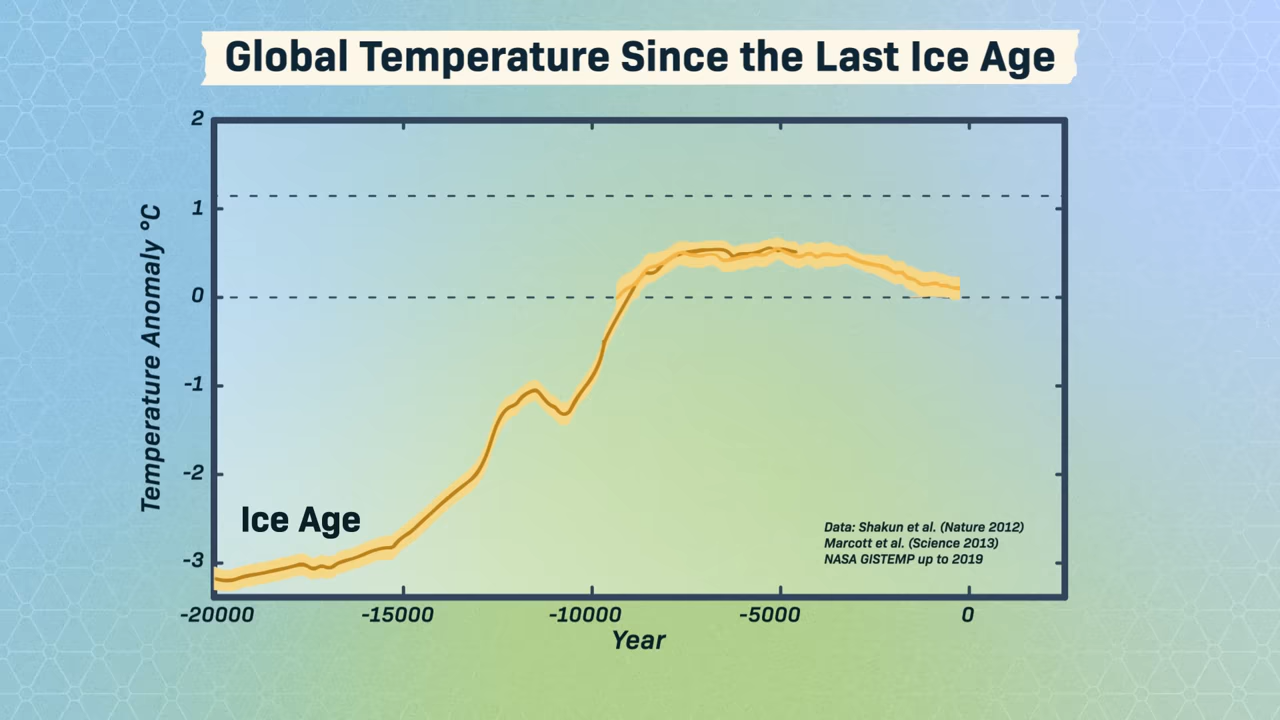 Global Temperature Since the Last Ice Age
Temperature Anomaly °C
2
1
0
-1
-2
-3
Ice Age
Data: Shakun et al. (Nature 2012)
Marcott et al. (Science 2013)
NASA GISTEMP up to 2019
-20000 -15000 -10000 -5000 0
Year